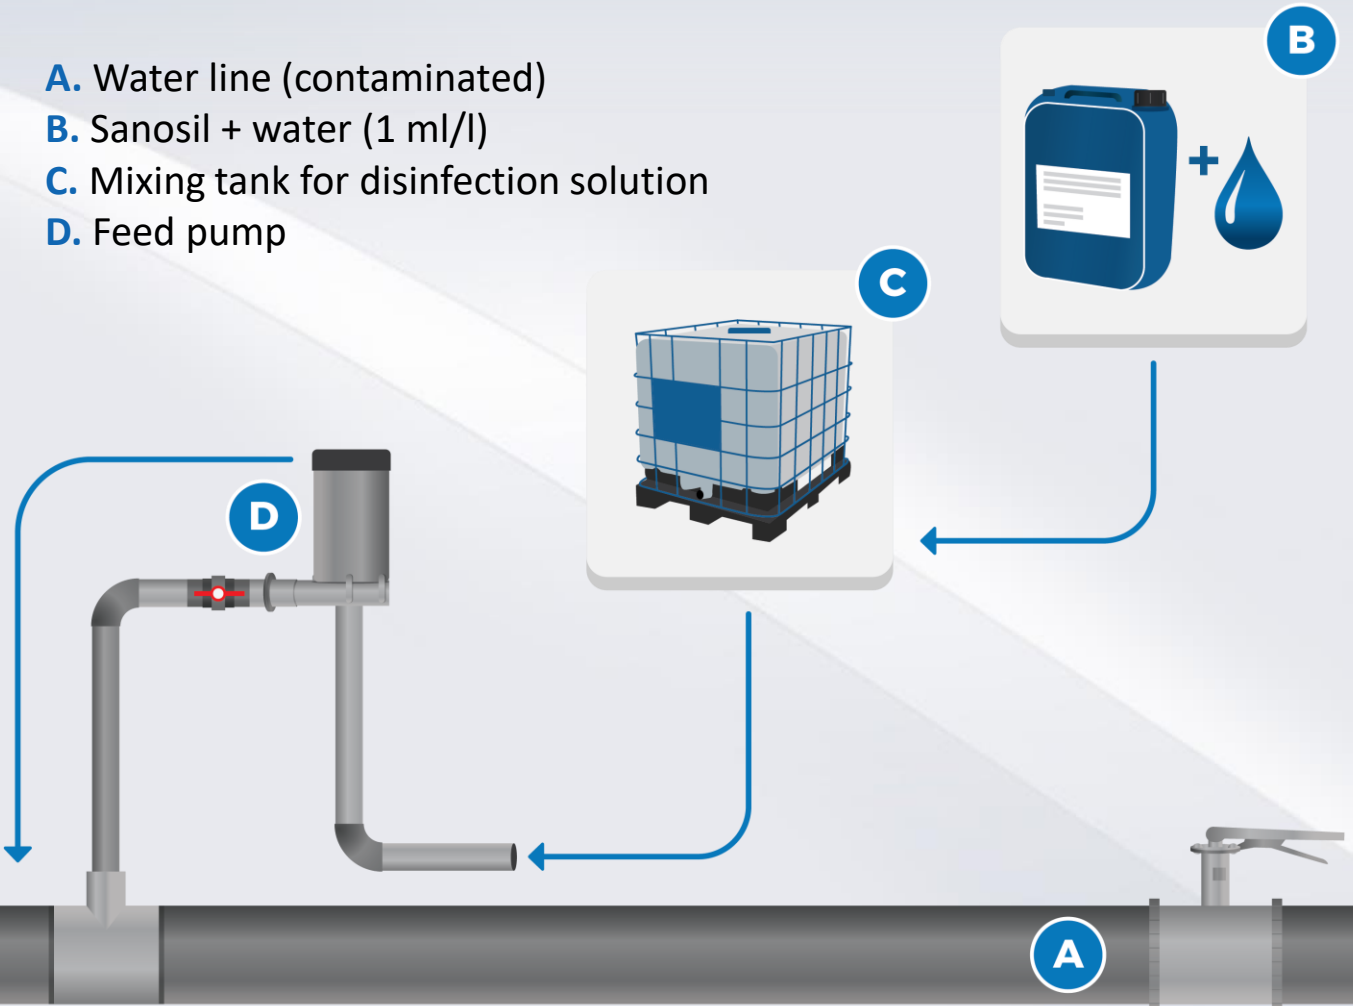 A. Water line (contaminated)
B. Sanosil + water (1 ml/l)
C. Mixing tank for disinfection solution
D. Feed pump
B
+
C
D
A